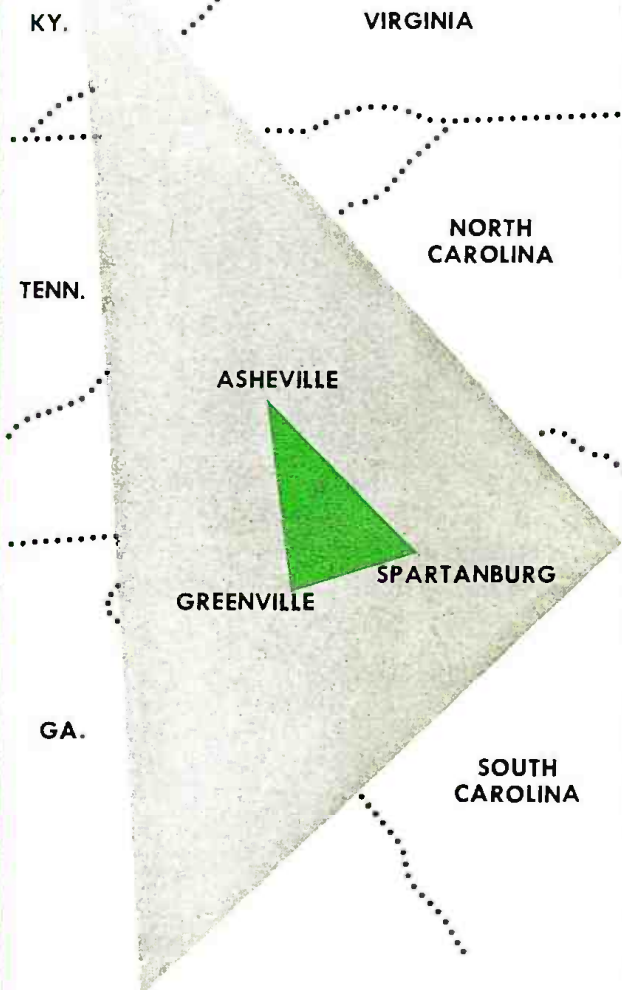 KY.
VIRGINIA
NORTH
CAROLINA
TENN.
ASHEVILLE
SPARTANBURG
GREENVILLE
GA.
SOUTH
CAROLINA